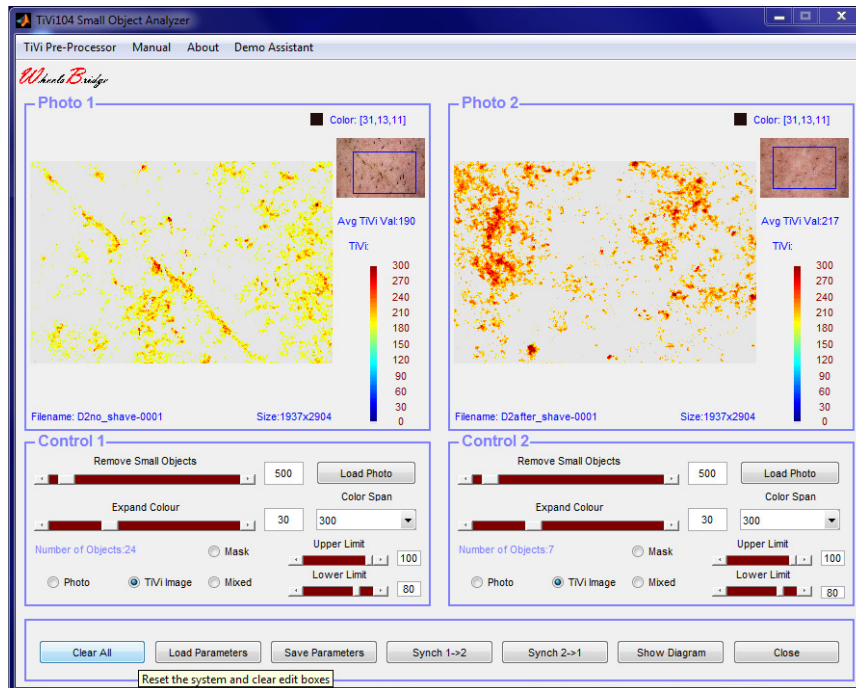 TiVi104 Small Object Analyzer
TiVi Pre-Processor Manual About Demo Assistant
WheelsBridge
Photo 1
Color: [31,13,11]
Avg TiVi Val:190
TiVi:
300
270
240
210
180
150
120
90
60
30
0
Filename: D2no_shave-0001 Size:1937x2904
Photo 2
Color: [31,13,11]
Avg TiVi Val:217
TiVi:
300
270
240
210
180
150
120
90
60
30
0
Filename: D2after_shave-0001 Size:1937x2904
Control 1
Remove Small Objects
500 Load Photo
Expand Colour Color Span
30 300
Number of Objects:24 Mask Upper Limit
100
Photo TiVi Image Mixed Lower Limit
80
Control 2
Remove Small Objects
500 Load Photo
Expand Colour Color Span
30 300
Number of Objects:7 Mask Upper Limit
100
Photo TiVi Image Mixed Lower Limit
80
Clear All Load Parameters Save Parameters Synch 1->2 Synch 2->1 Show Diagram Close
Reset the system and clear edit boxes